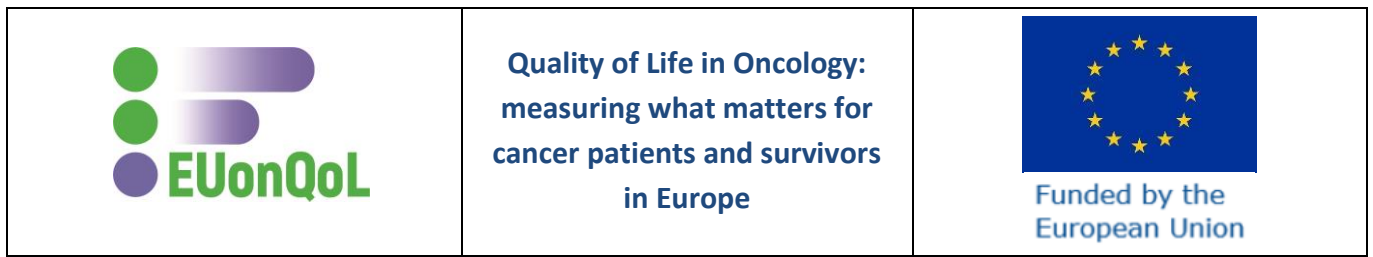 EUonQoL
Quality of Life in Oncology:
measuring what matters for
cancer patients and survivors
in Europe
Funded by the
European Union